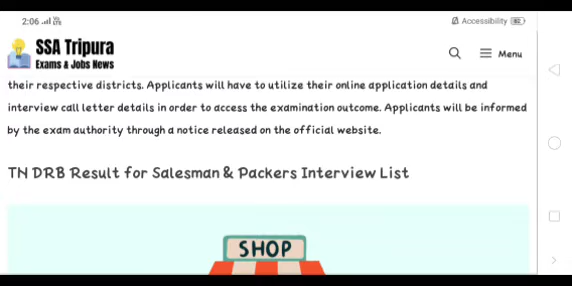 2:06
Accessibility
SSA Tripura
Exams & Jobs News
Menu
their respective districts. Applicants will have to utilize their online application details and
interview call letter details in order to access the examination outcome. Applicants will be informed
by the exam authority through a notice released on the official website.
TN DRB Result for Salesman & Packers Interview List
SHOP